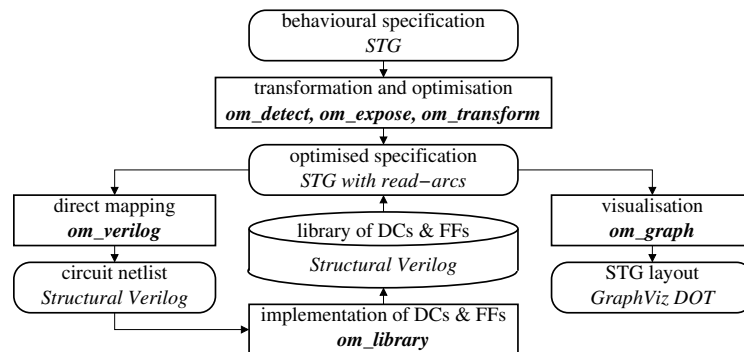 behavioural specification
STG
transformation and optimisation
om_detect, om_expose, om_transform
optimised specification
STG with read−arcs
direct mapping
om_verilog
library of DCs & FFs
Structural Verilog
visualisation
om_graph
circuit netlist
Structural Verilog
STG layout
GraphViz DOT
implementation of DCs & FFs
om_library